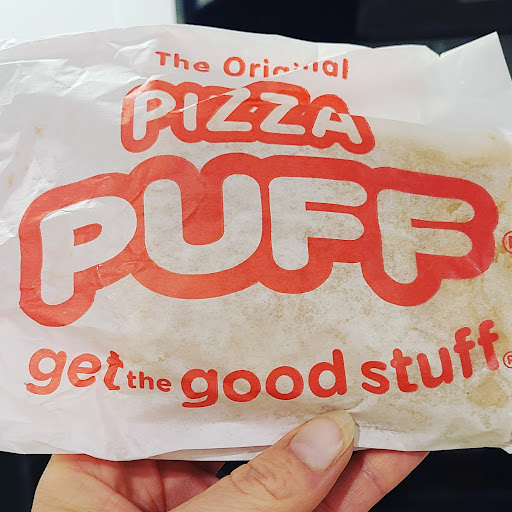 The Original
PIZZA
PUFF®
get the good stuff®